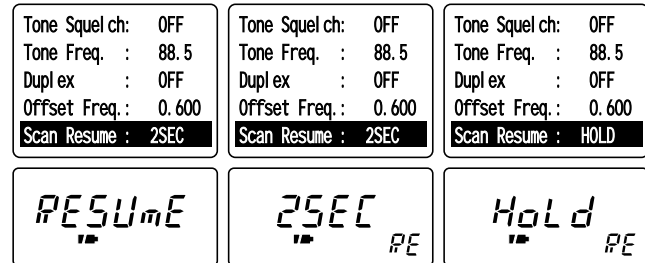 Tone Squelch: OFF
Tone Freq. : 88.5
Duplex : OFF
Offset Freq.: 0.600
Scan Resume : 2SEC
Tone Squelch: OFF
Tone Freq. : 88.5
Duplex : OFF
Offset Freq.: 0.600
Scan Resume : 2SEC
Tone Squelch: OFF
Tone Freq. : 88.5
Duplex : OFF
Offset Freq.: 0.600
Scan Resume : HOLD
RESUmE
2SEC
RE
HoLd
RE